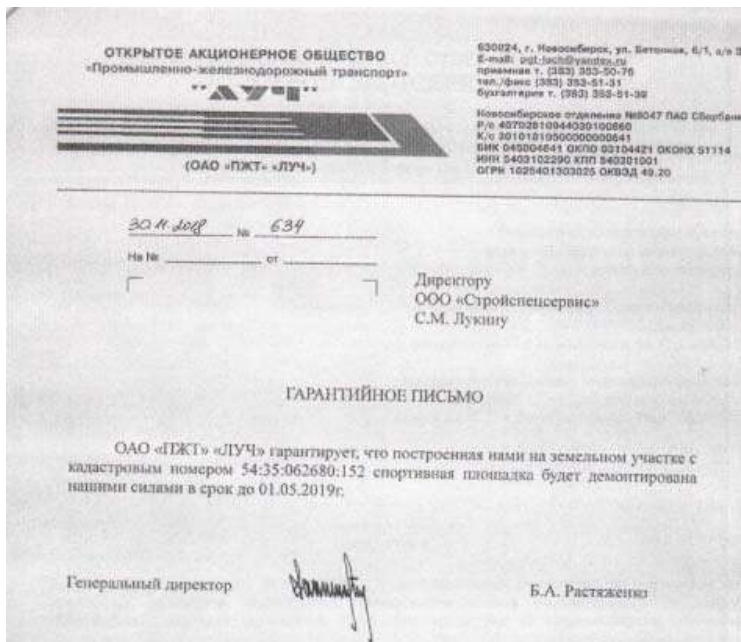 ОТКРЫТОЕ АКЦИОНЕРНОЕ ОБЩЕСТВО
«Промышленно-железнодорожный транспорт»
"ЛУЧ"
(ОАО «ПЖТ» «ЛУЧ»)
630024, г. Новосибирск, ул. Бетонная, 6/1, а/я
E-mail: pgt-luch@yandex.ru
приемная т. (383) 353-50-76
тел./факс (383) 353-51-31
бухгалтерия т. (383) 353-51-39
Новосибирское отделение №8047 ПАО Сбербанк
Р/с 40702810944030100660
К/с 30101810500000000641
БИК 045004641 ОКПО 03104421 ОКОНХ 51114
ИНН 5403102290 КПП 540301001
ОГРН 1025401303025 ОКВЭД 49.20
30.11.2018 № 634
На № от
Директору
ООО «Стройспецсервис»
С.М. Лукину
ГАРАНТИЙНОЕ ПИСЬМО
ОАО «ПЖТ» «ЛУЧ» гарантирует, что построенная нами на земельном участке с
кадастровым номером 54:35:062680:152 спортивная площадка будет демонтирована
нашими силами в срок до 01.05.2019г.
Генеральный директор
Б.А. Растяженко